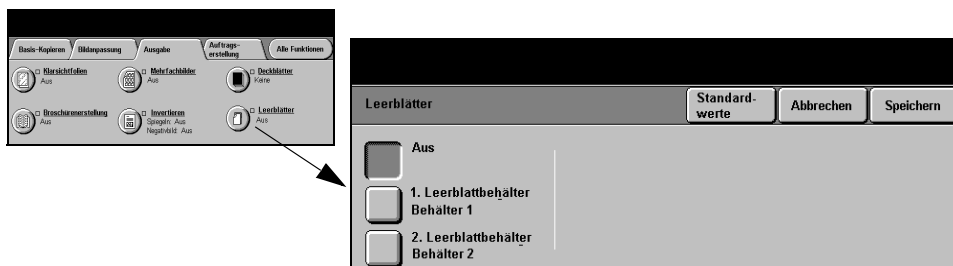 Basis-Kopieren
Bildanpassung
Ausgabe
Auftrags-
erstellung
Alle Funktionen
Klarsichtfolien
Aus
Mehrfachbilder
Aus
Deckblätter
Keine
Broschürenerstellung
Aus
Invertieren
Spiegeln: Aus
Negativbild: Aus
Leerblätter
Aus
Leerblätter
Standard-
werte
Abbrechen
Speichern
Aus
1. Leerblattbehälter
Behälter 1
2. Leerblattbehälter
Behälter 2